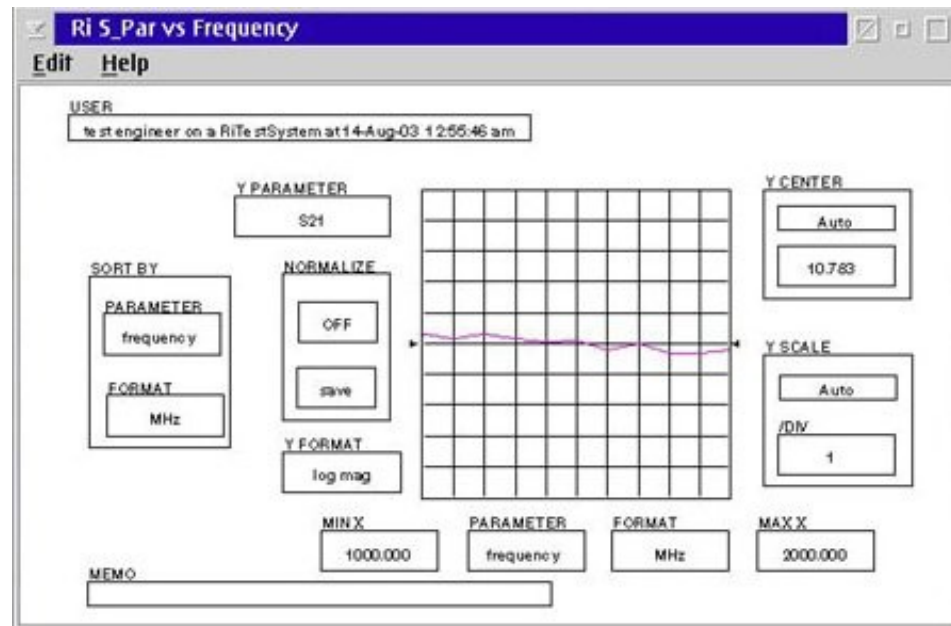 Ri S_Par vs Frequency
Edit Help
USER
test engineer on a RiTestSystem at 14-Aug-03 12:55:46 am
Y PARAMETER
S21
Y CENTER
Auto
10.783
SORT BY
PARAMETER
frequency
FORMAT
MHz
NORMALIZE
OFF
save
Y FORMAT
log mag
Y SCALE
Auto
/DIV
1
MIN X
1000.000
PARAMETER
frequency
FORMAT
MHz
MAX X
2000.000
MEMO